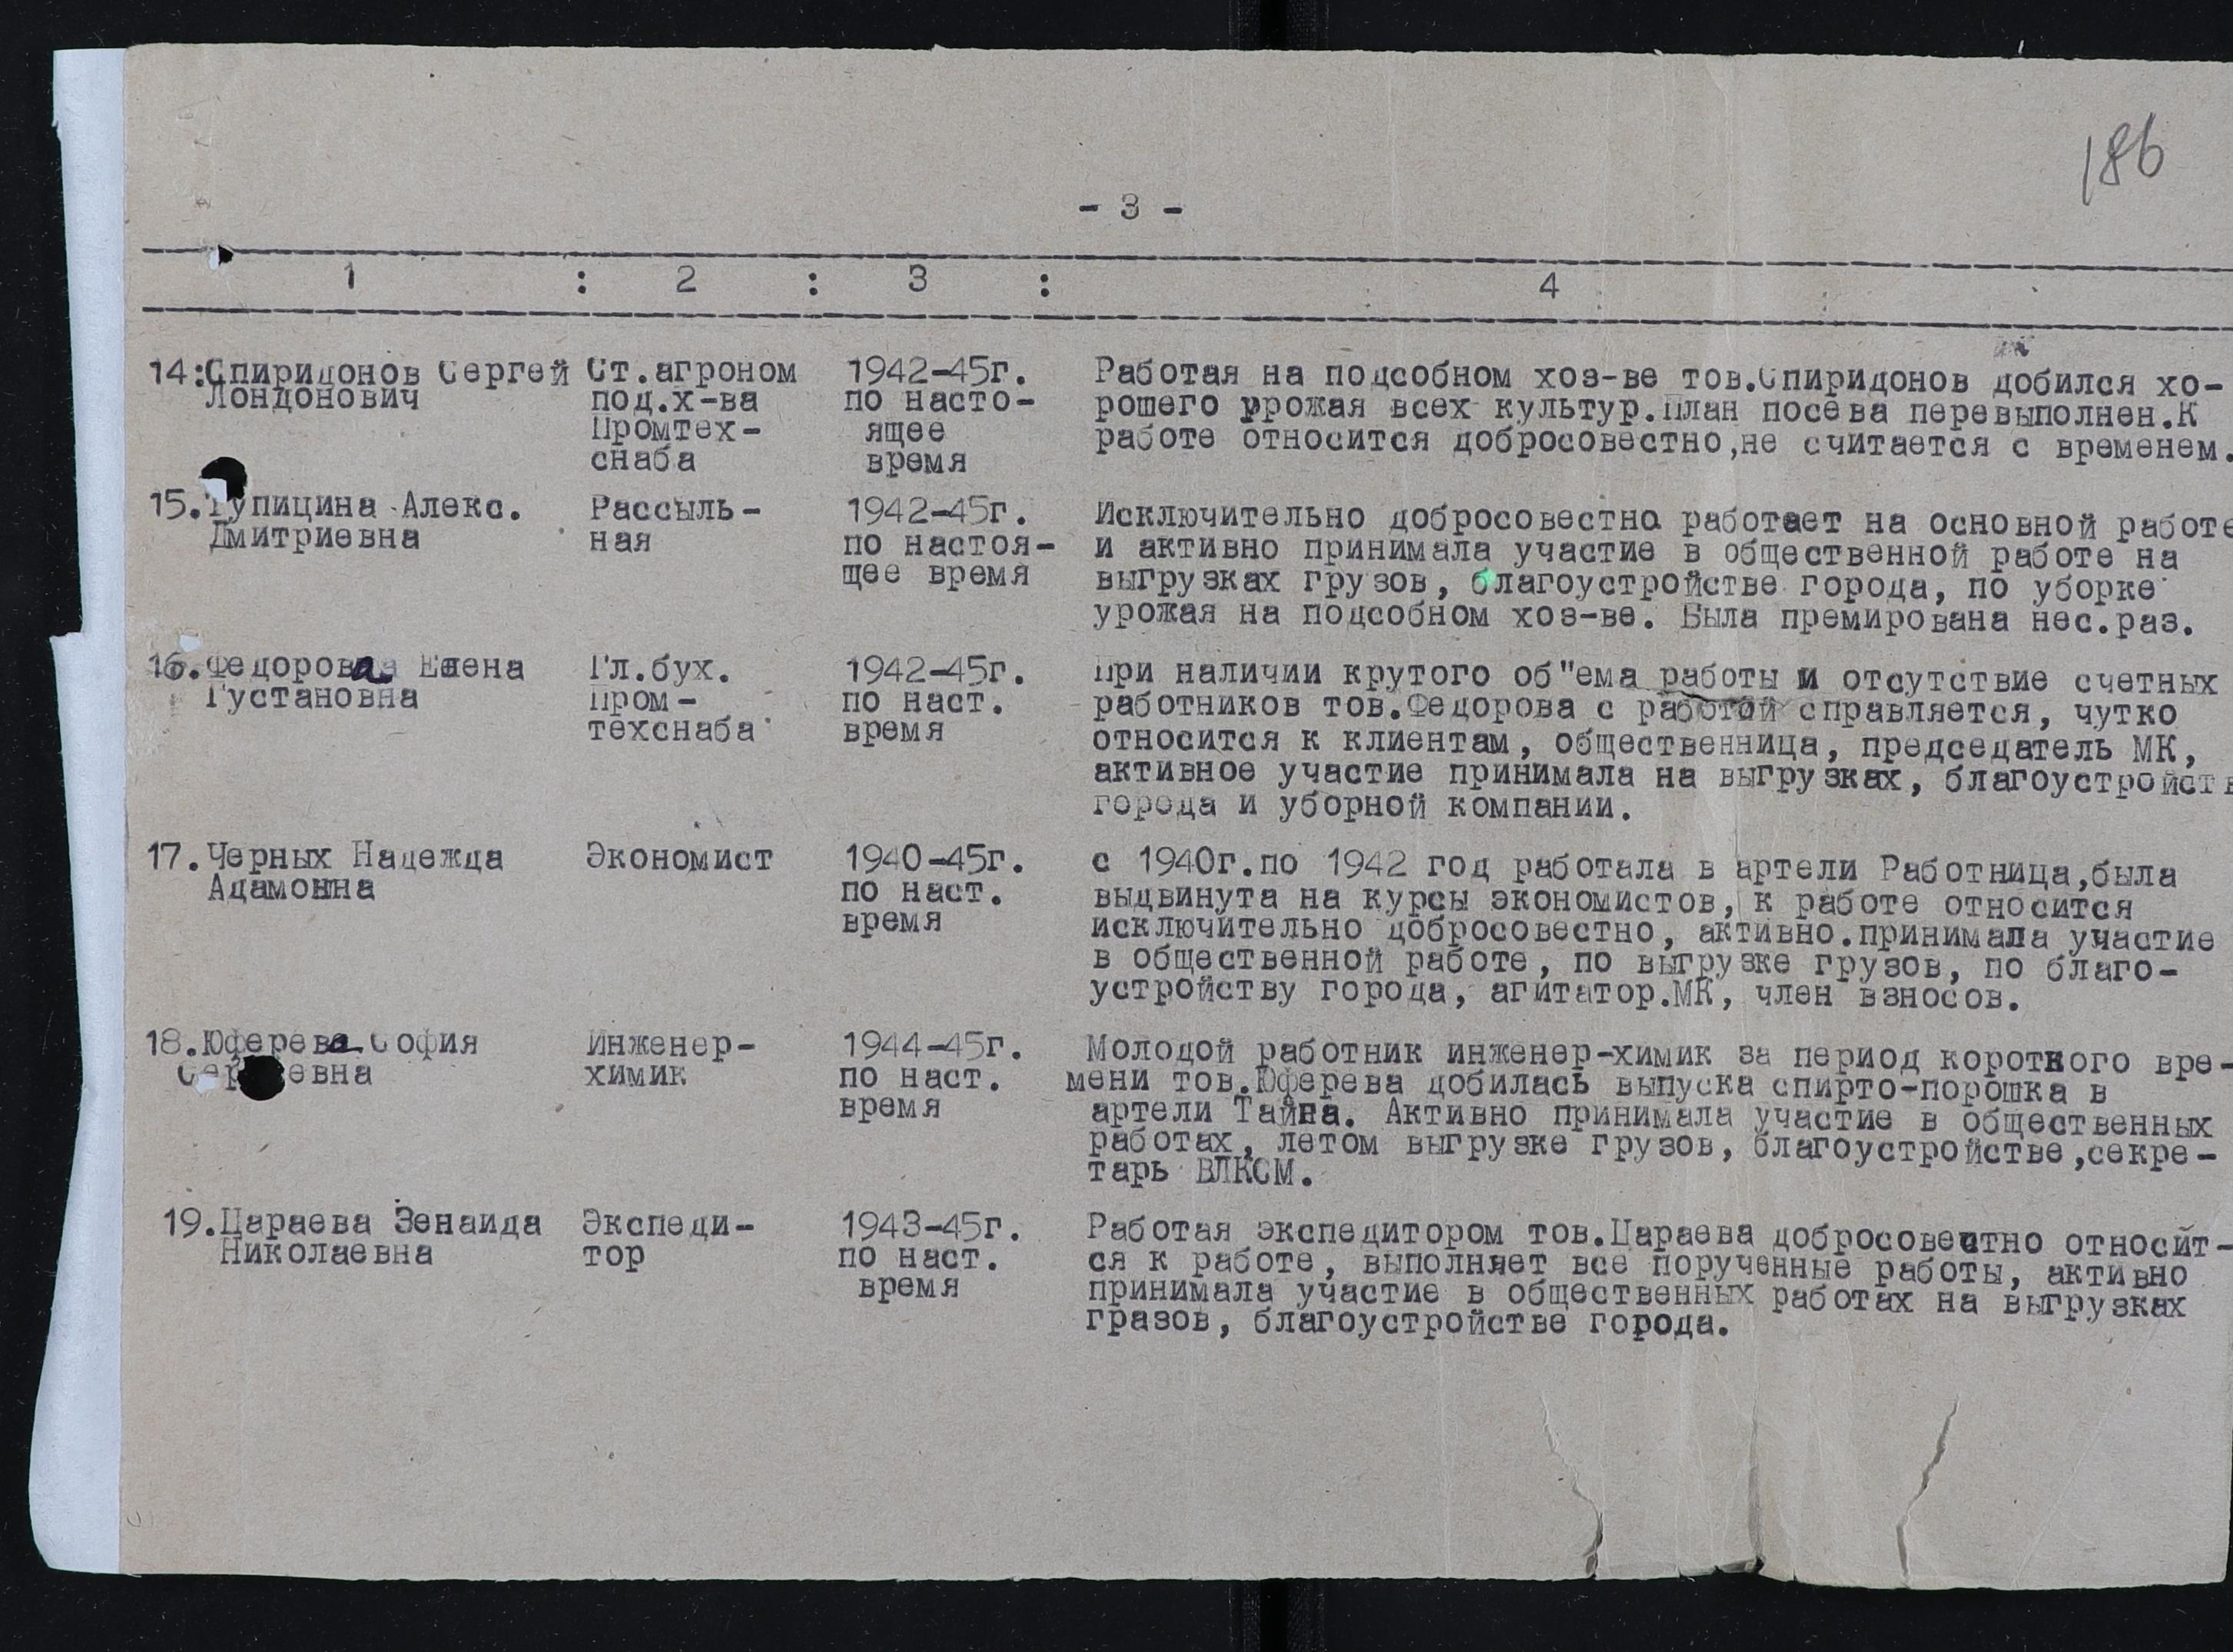 186
- 3 -
1 : 2 : 3 : 4
14:Спиридонов Сергей Ст.агроном 1942-45г. Работая на подсобном хоз-ве тов.Спиридонов добился хо-
Лондонович под.х-ва по насто- рошего ррожая всех культур.План посева перевыполнен.К
Промтех- ящее работе относится добросовестно,не считается с временем.
снаба время
15.Тупицина Алекс. Рассыль- 1942-45г. Исключительно добросовестно работает на основной работе
Дмитриевна ная по настоя- и активно принимала участие в общественной работе на
щее время выгрузках грузов, благоустройстве города, по уборке
урожая на подсобном хоз-ве. Была премирована нес.раз.
16.Федорова Елена Гл.бух. 1942-45г. При наличии крутого об"ема работы и отсутствие счетных
Густановна Пром- по наст. работников тов.Федорова с работой справляется, чутко
техснаба время относится к клиентам, общественница, председатель МК,
активное участие принимала на выгрузках, благоустройств
города и уборной компании.
17.Черных Надежда Экономист 1940-45г. с 1940г.по 1942 год работала в артели Работница,была
Адамовна по наст. выдвинута на курсы экономистов, к работе относится
время исключительно добросовестно, активно.принимала участие
в общественной работе, по выгрузке грузов, по благо-
устройству города, агитатор.МК, член взносов.
18.Юферева София Инженер- 1944-45г. Молодой работник инженер-химик за период короткого вре-
химик по наст. мени тов.Юферева добилась выпуска спирто-порошка в
время артели Тайна. Активно принимала участие в общественных
работах, летом выгрузке грузов, благоустройстве,секре-
тарь ВЛКСМ.
19.Цараева Зенаида Экспеди- 1943-45г. Работая экспедитором тов.Цараева добросовестно относит-
Николаевна тор по наст. ся к работе, выполняет все порученные работы, активно
время принимала участие в общественных работах на выгрузках
гразов, благоустройстве города.